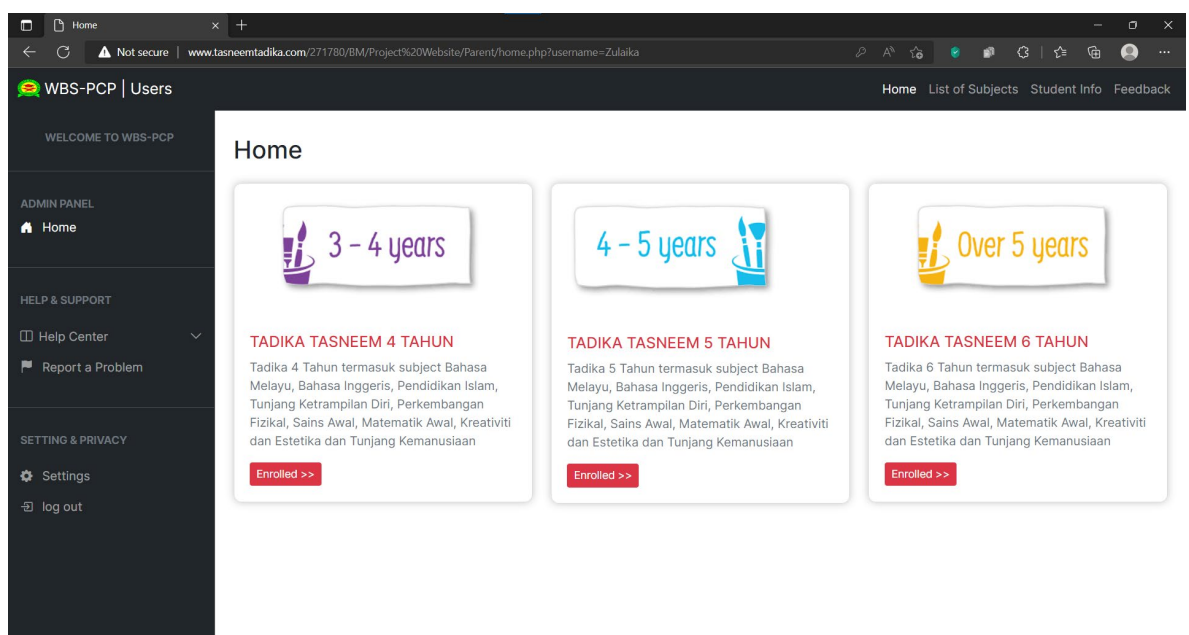 Home
Not secure | www.tasneemtadika.com/271780/BM/Project%20Website/Parent/home.php?username=Zulaika
WBS-PCP | Users
Home List of Subjects Student Info Feedback
WELCOME TO WBS-PCP
ADMIN PANEL
Home
HELP & SUPPORT
Help Center
Report a Problem
SETTING & PRIVACY
Settings
log out
Home
3 – 4 years
TADIKA TASNEEM 4 TAHUN
Tadika 4 Tahun termasuk subject Bahasa
Melayu, Bahasa Inggeris, Pendidikan Islam,
Tunjang Ketrampilan Diri, Perkembangan
Fizikal, Sains Awal, Matematik Awal, Kreativiti
dan Estetika dan Tunjang Kemanusiaan
Enrolled >>
4 – 5 years
TADIKA TASNEEM 5 TAHUN
Tadika 5 Tahun termasuk subject Bahasa
Melayu, Bahasa Inggeris, Pendidikan Islam,
Tunjang Ketrampilan Diri, Perkembangan
Fizikal, Sains Awal, Matematik Awal, Kreativiti
dan Estetika dan Tunjang Kemanusiaan
Enrolled >>
Over 5 years
TADIKA TASNEEM 6 TAHUN
Tadika 6 Tahun termasuk subject Bahasa
Melayu, Bahasa Inggeris, Pendidikan Islam,
Tunjang Ketrampilan Diri, Perkembangan
Fizikal, Sains Awal, Matematik Awal, Kreativiti
dan Estetika dan Tunjang Kemanusiaan
Enrolled >>